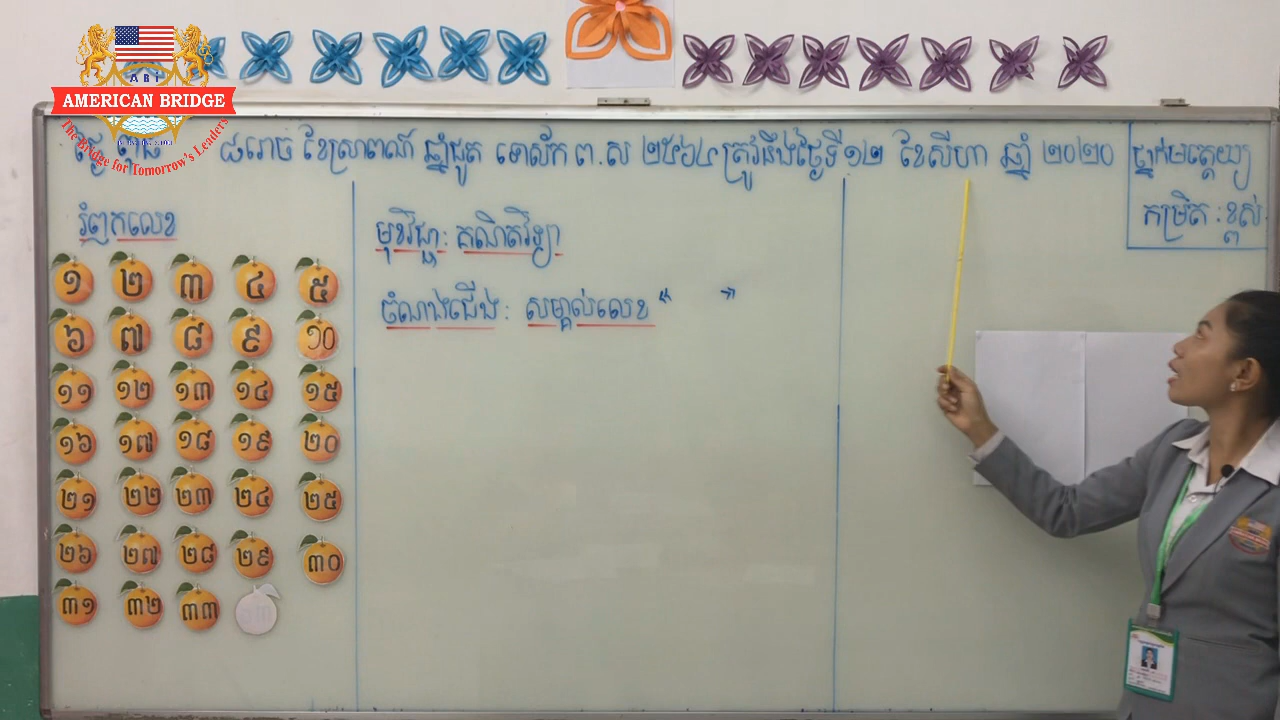 ABi
AMERICAN BRIDGE
The Bridge for Tomorrow's Leaders
ថ្ងៃ ពុធ ៨រោច ខែស្រាពណ៍ ឆ្នាំជូត ទោស័ក ព.ស ២៥៦៤ ត្រូវនឹងថ្ងៃទី១២ ខែសីហា ឆ្នាំ ២០២០
ថ្នាក់មត្តេយ្យ
កម្រិត : ខ្ពស់
រំញកលេខ
១ ២ ៣ ៤ ៥
៦ ៧ ៨ ៩ ១០
១១ ១២ ១៣ ១៤ ១៥
១៦ ១៧ ១៨ ១៩ ២០
២១ ២២ ២៣ ២៤ ២៥
២៦ ២៧ ២៨ ២៩ ៣០
៣១ ៣២ ៣៣
មុខវិជ្ជា : គណិតវិទ្យា
ចំណងជើង : សម្គាល់លេខ “ ”